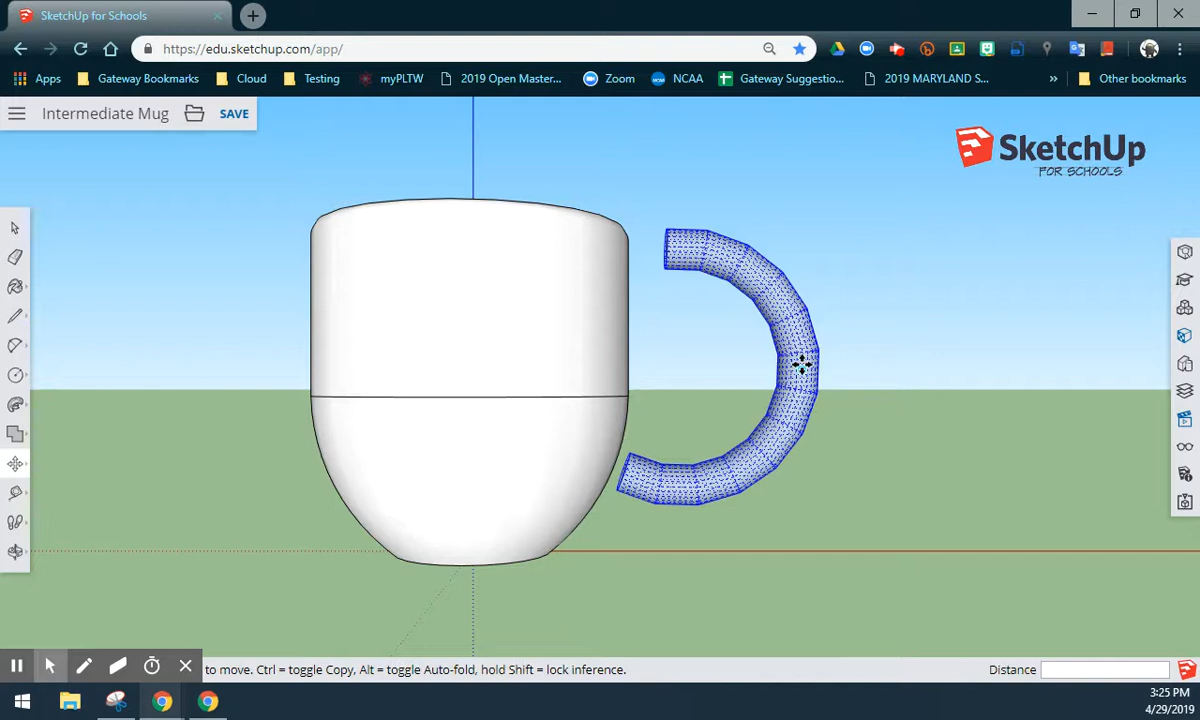 SketchUp for Schools
https://edu.sketchup.com/app/
Apps Gateway Bookmarks Cloud Testing myPLTW 2019 Open Master... Zoom NCAA Gateway Suggestio... 2019 MARYLAND S... » Other bookmarks
Intermediate Mug SAVE
SketchUp
FOR SCHOOLS
to move. Ctrl = toggle Copy, Alt = toggle Auto-fold, hold Shift = lock inference. Distance
3:25 PM
4/29/2019